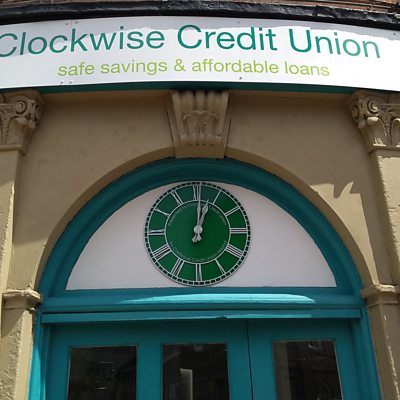 Clockwise Credit Union
safe savings & affordable loans